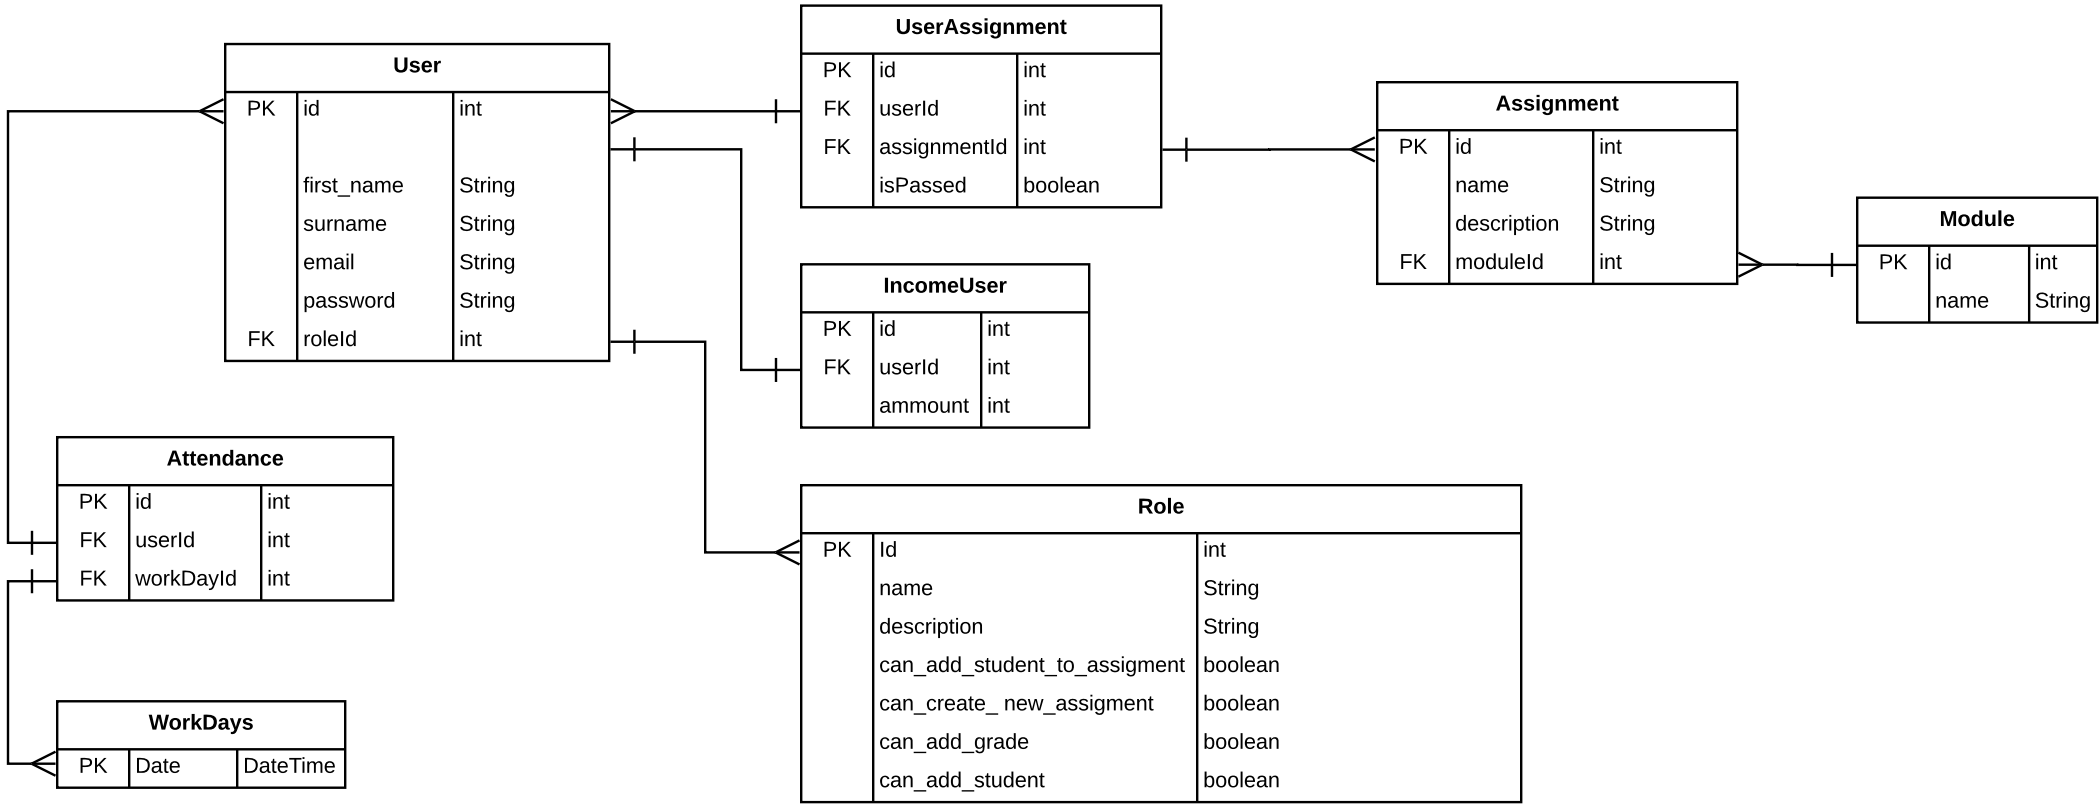 User
PK id int
first_name String
surname String
email String
password String
FK roleId int
UserAssignment
PK id int
FK userId int
FK assignmentId int
isPassed boolean
Assignment
PK id int
name String
description String
FK moduleId int
Module
PK id int
name String
IncomeUser
PK id int
FK userId int
ammount int
Attendance
PK id int
FK userId int
FK workDayId int
Role
PK Id int
name String
description String
can_add_student_to_assigment boolean
can_create_ new_assigment boolean
can_add_grade boolean
can_add_student boolean
WorkDays
PK Date DateTime